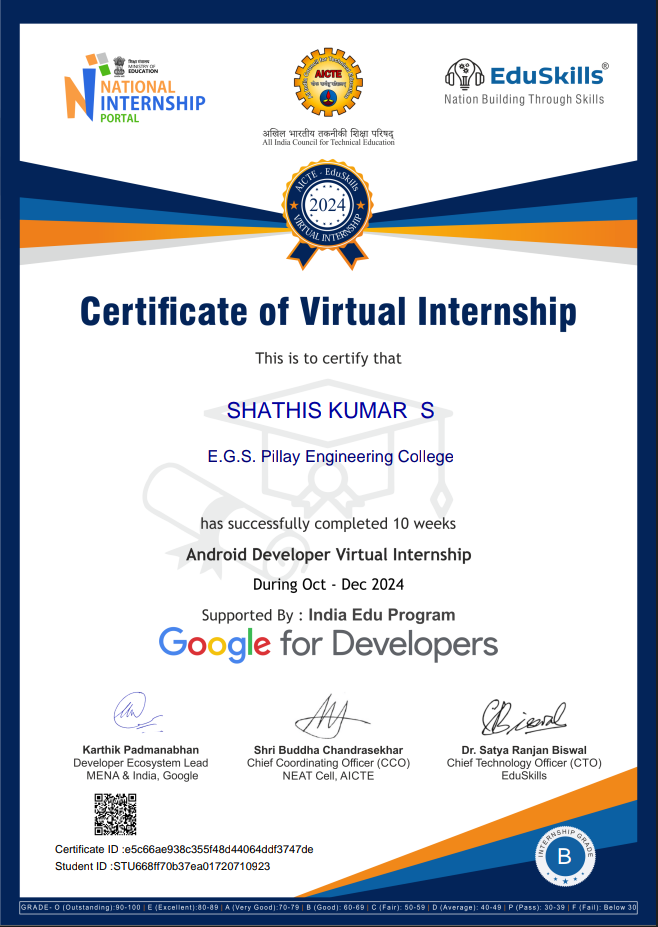 शिक्षा मंत्रालय
MINISTRY OF
EDUCATION
NATIONAL
INTERNSHIP
PORTAL
AICTE
अखिल भारतीय तकनीकी शिक्षा परिषद्
All India Council for Technical Education
EduSkills®
Nation Building Through Skills
AICTE - EduSkills
2024
VIRTUAL INTERNSHIP
Certificate of Virtual Internship
This is to certify that
SHATHIS KUMAR S
E.G.S. Pillay Engineering College
has successfully completed 10 weeks
Android Developer Virtual Internship
During Oct - Dec 2024
Supported By : India Edu Program
Google for Developers
Karthik Padmanabhan
Developer Ecosystem Lead
MENA & India, Google
Shri Buddha Chandrasekhar
Chief Coordinating Officer (CCO)
NEAT Cell, AICTE
Dr. Satya Ranjan Biswal
Chief Technology Officer (CTO)
EduSkills
Certificate ID :e5c66ae938c355f48d44064ddf3747de
Student ID :STU668ff70b37ea01720710923
INTERNSHIP GRADE
B
GRADE- O (Outstanding):90-100 | E (Excellent):80-89 | A (Very Good):70-79 | B (Good): 60-69 | C (Fair): 50-59 | D (Average): 40-49 | P (Pass): 30-39 | F (Fail): Below 30